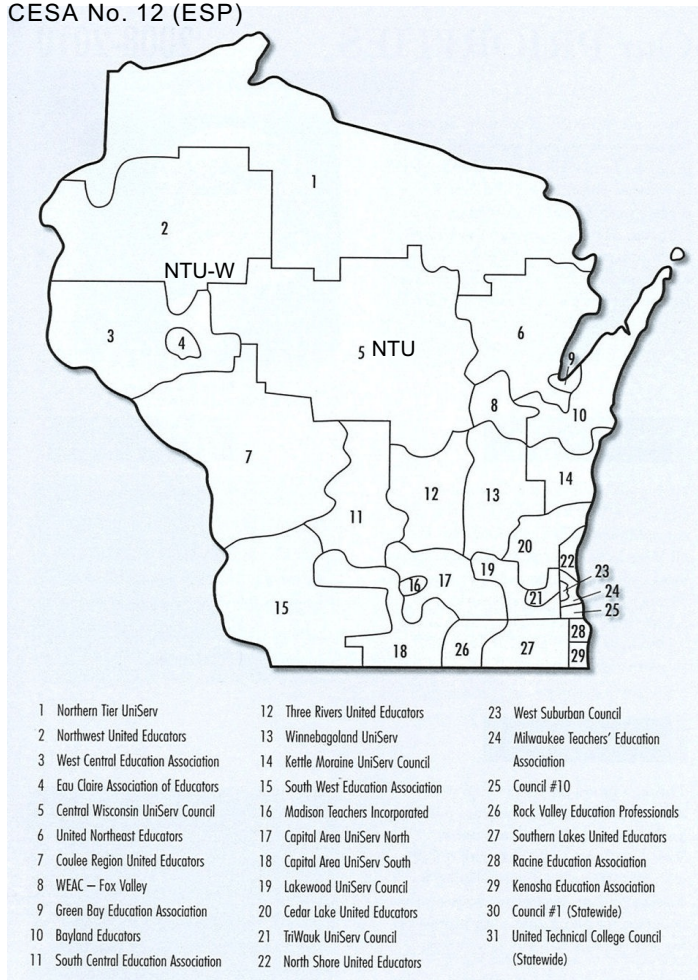 CESA No. 12 (ESP)
1
2
NTU-W
3
4
5 NTU
6
9
8
10
7
14
12
13
11
20
22
19
23
16
17
21
24
25
15
28
18
26
27
29
1 Northern Tier UniServ
2 Northwest United Educators
3 West Central Education Association
4 Eau Claire Association of Educators
5 Central Wisconsin UniServ Council
6 United Northeast Educators
7 Coulee Region United Educators
8 WEAC – Fox Valley
9 Green Bay Education Association
10 Bayland Educators
11 South Central Education Association
12 Three Rivers United Educators
13 Winnebagoland UniServ
14 Kettle Moraine UniServ Council
15 South West Education Association
16 Madison Teachers Incorporated
17 Capital Area UniServ North
18 Capital Area UniServ South
19 Lakewood UniServ Council
20 Cedar Lake United Educators
21 TriWauk UniServ Council
22 North Shore United Educators
23 West Suburban Council
24 Milwaukee Teachers' Education
Association
25 Council #10
26 Rock Valley Education Professionals
27 Southern Lakes United Educators
28 Racine Education Association
29 Kenosha Education Association
30 Council #1 (Statewide)
31 United Technical College Council
(Statewide)